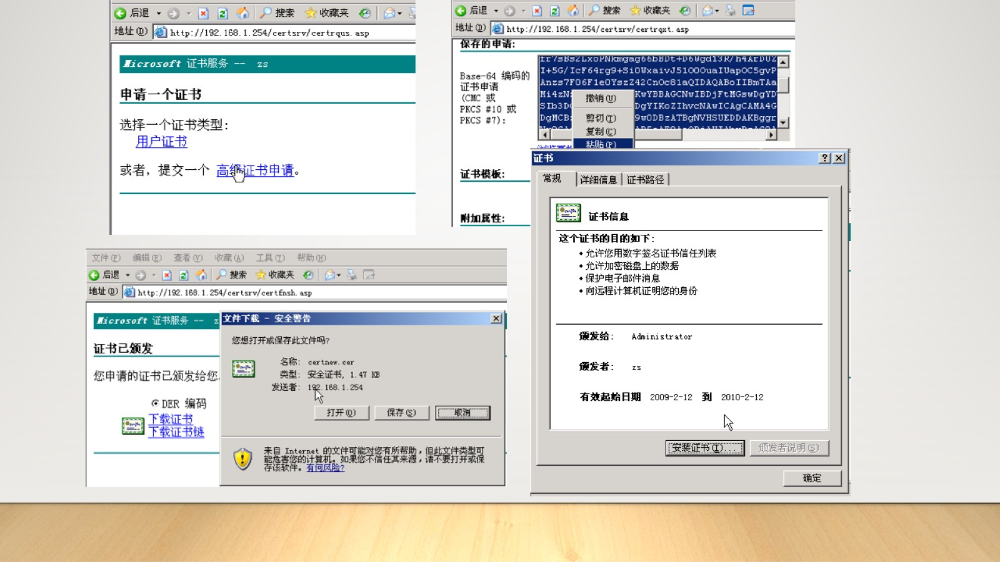 后退 搜索 收藏夹
地址(D) http://192.168.1.254/certsrv/certrqus.asp
Microsoft 证书服务 -- zs
申请一个证书
选择一个证书类型:
用户证书
或者，提交一个 高级证书申请。
后退 搜索 收藏夹
地址(D) http://192.168.1.254/certsrv/certrqxt.asp
保存的申请:
Base-64 编码的
证书申请
(CMC 或
PKCS #10 或
PKCS #7):
I+5G/IcF64rg9+Si0WxaivJ5100OuaIUapOC5gvP
Anzs7F06F1e0YszZ42CnOc81aQIDAQABoIIBmTAa
Mi4zN KwYBBAGCNwIBDjFtMGswDgYD
SIb3D DgYIKoZIhvcNAwICAgCAMA4G
DgMCB 9wODBzATBgNVHSUEDDAKBggr
撤销(U)
剪切(T)
复制(C)
粘贴(P)
证书模板:
附加属性:
文件(F) 编辑(E) 查看(V) 收藏(A) 工具(T) 帮助(H)
后退 搜索 收藏夹
地址(D) http://192.168.1.254/certsrv/certfnsh.asp
Microsoft 证书服务 -- z
证书已颁发
您申请的证书已颁发给您
DER 编码
下载证书
下载证书链
文件下载 - 安全警告
您想打开或保存此文件吗?
名称: certnew.cer
类型: 安全证书, 1.47 KB
发送者: 192.168.1.254
打开(O) 保存(S) 取消
来自 Internet 的文件可能对您有所帮助，但此文件类型可
能危害您的计算机。如果您不信任其来源，请不要打开或保
存该软件。有何风险?
证书
常规 详细信息 证书路径
证书信息
这个证书的目的如下:
•允许您用数字签名证书信任列表
•允许加密磁盘上的数据
•保护电子邮件消息
•向远程计算机证明您的身份
颁发给: Administrator
颁发者: zs
有效起始日期 2009-2-12 到 2010-2-12
安装证书(I)... 颁发者说明(S)
确定